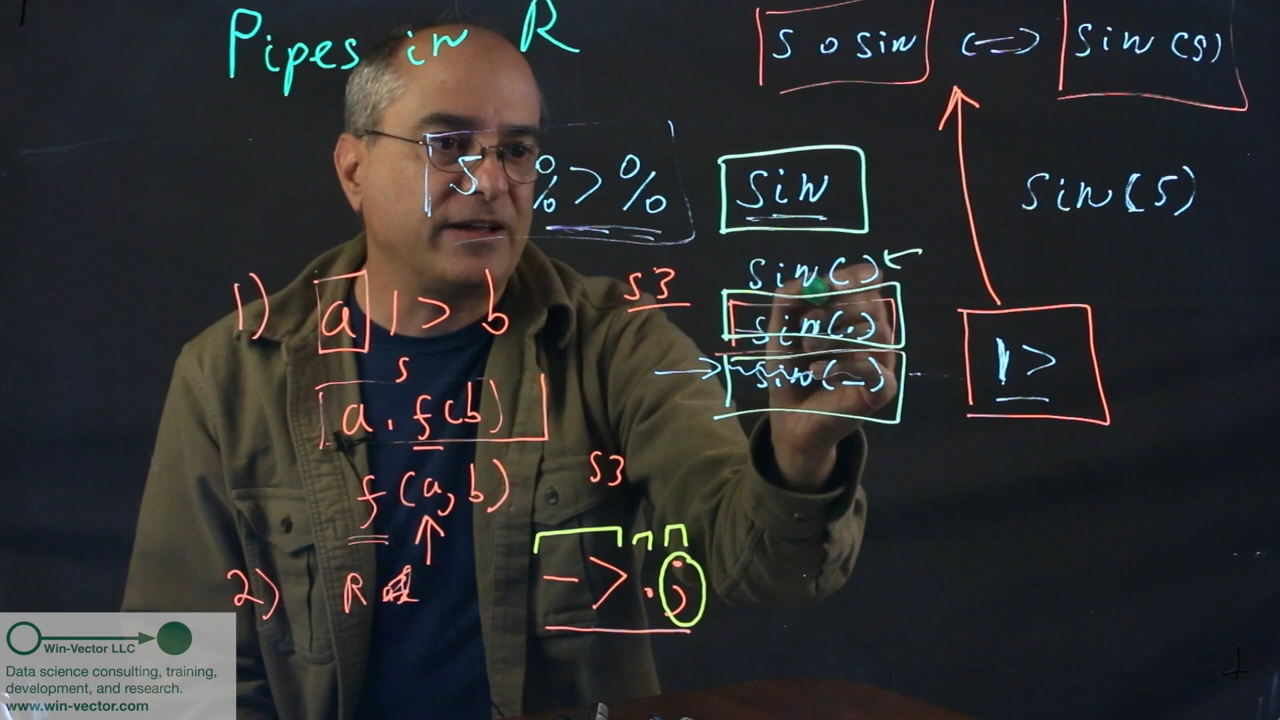 Pipes in R
5 o sin <-> sin(5)
5 %>% sin
sin(5)
sin()
sin(.)
sin(_)
|>
1) a |> b
S3
s
a.f(b)
f(a,b)
S3
2) R
->.;
Win-Vector LLC
Data science consulting, training,
development, and research.
www.win-vector.com